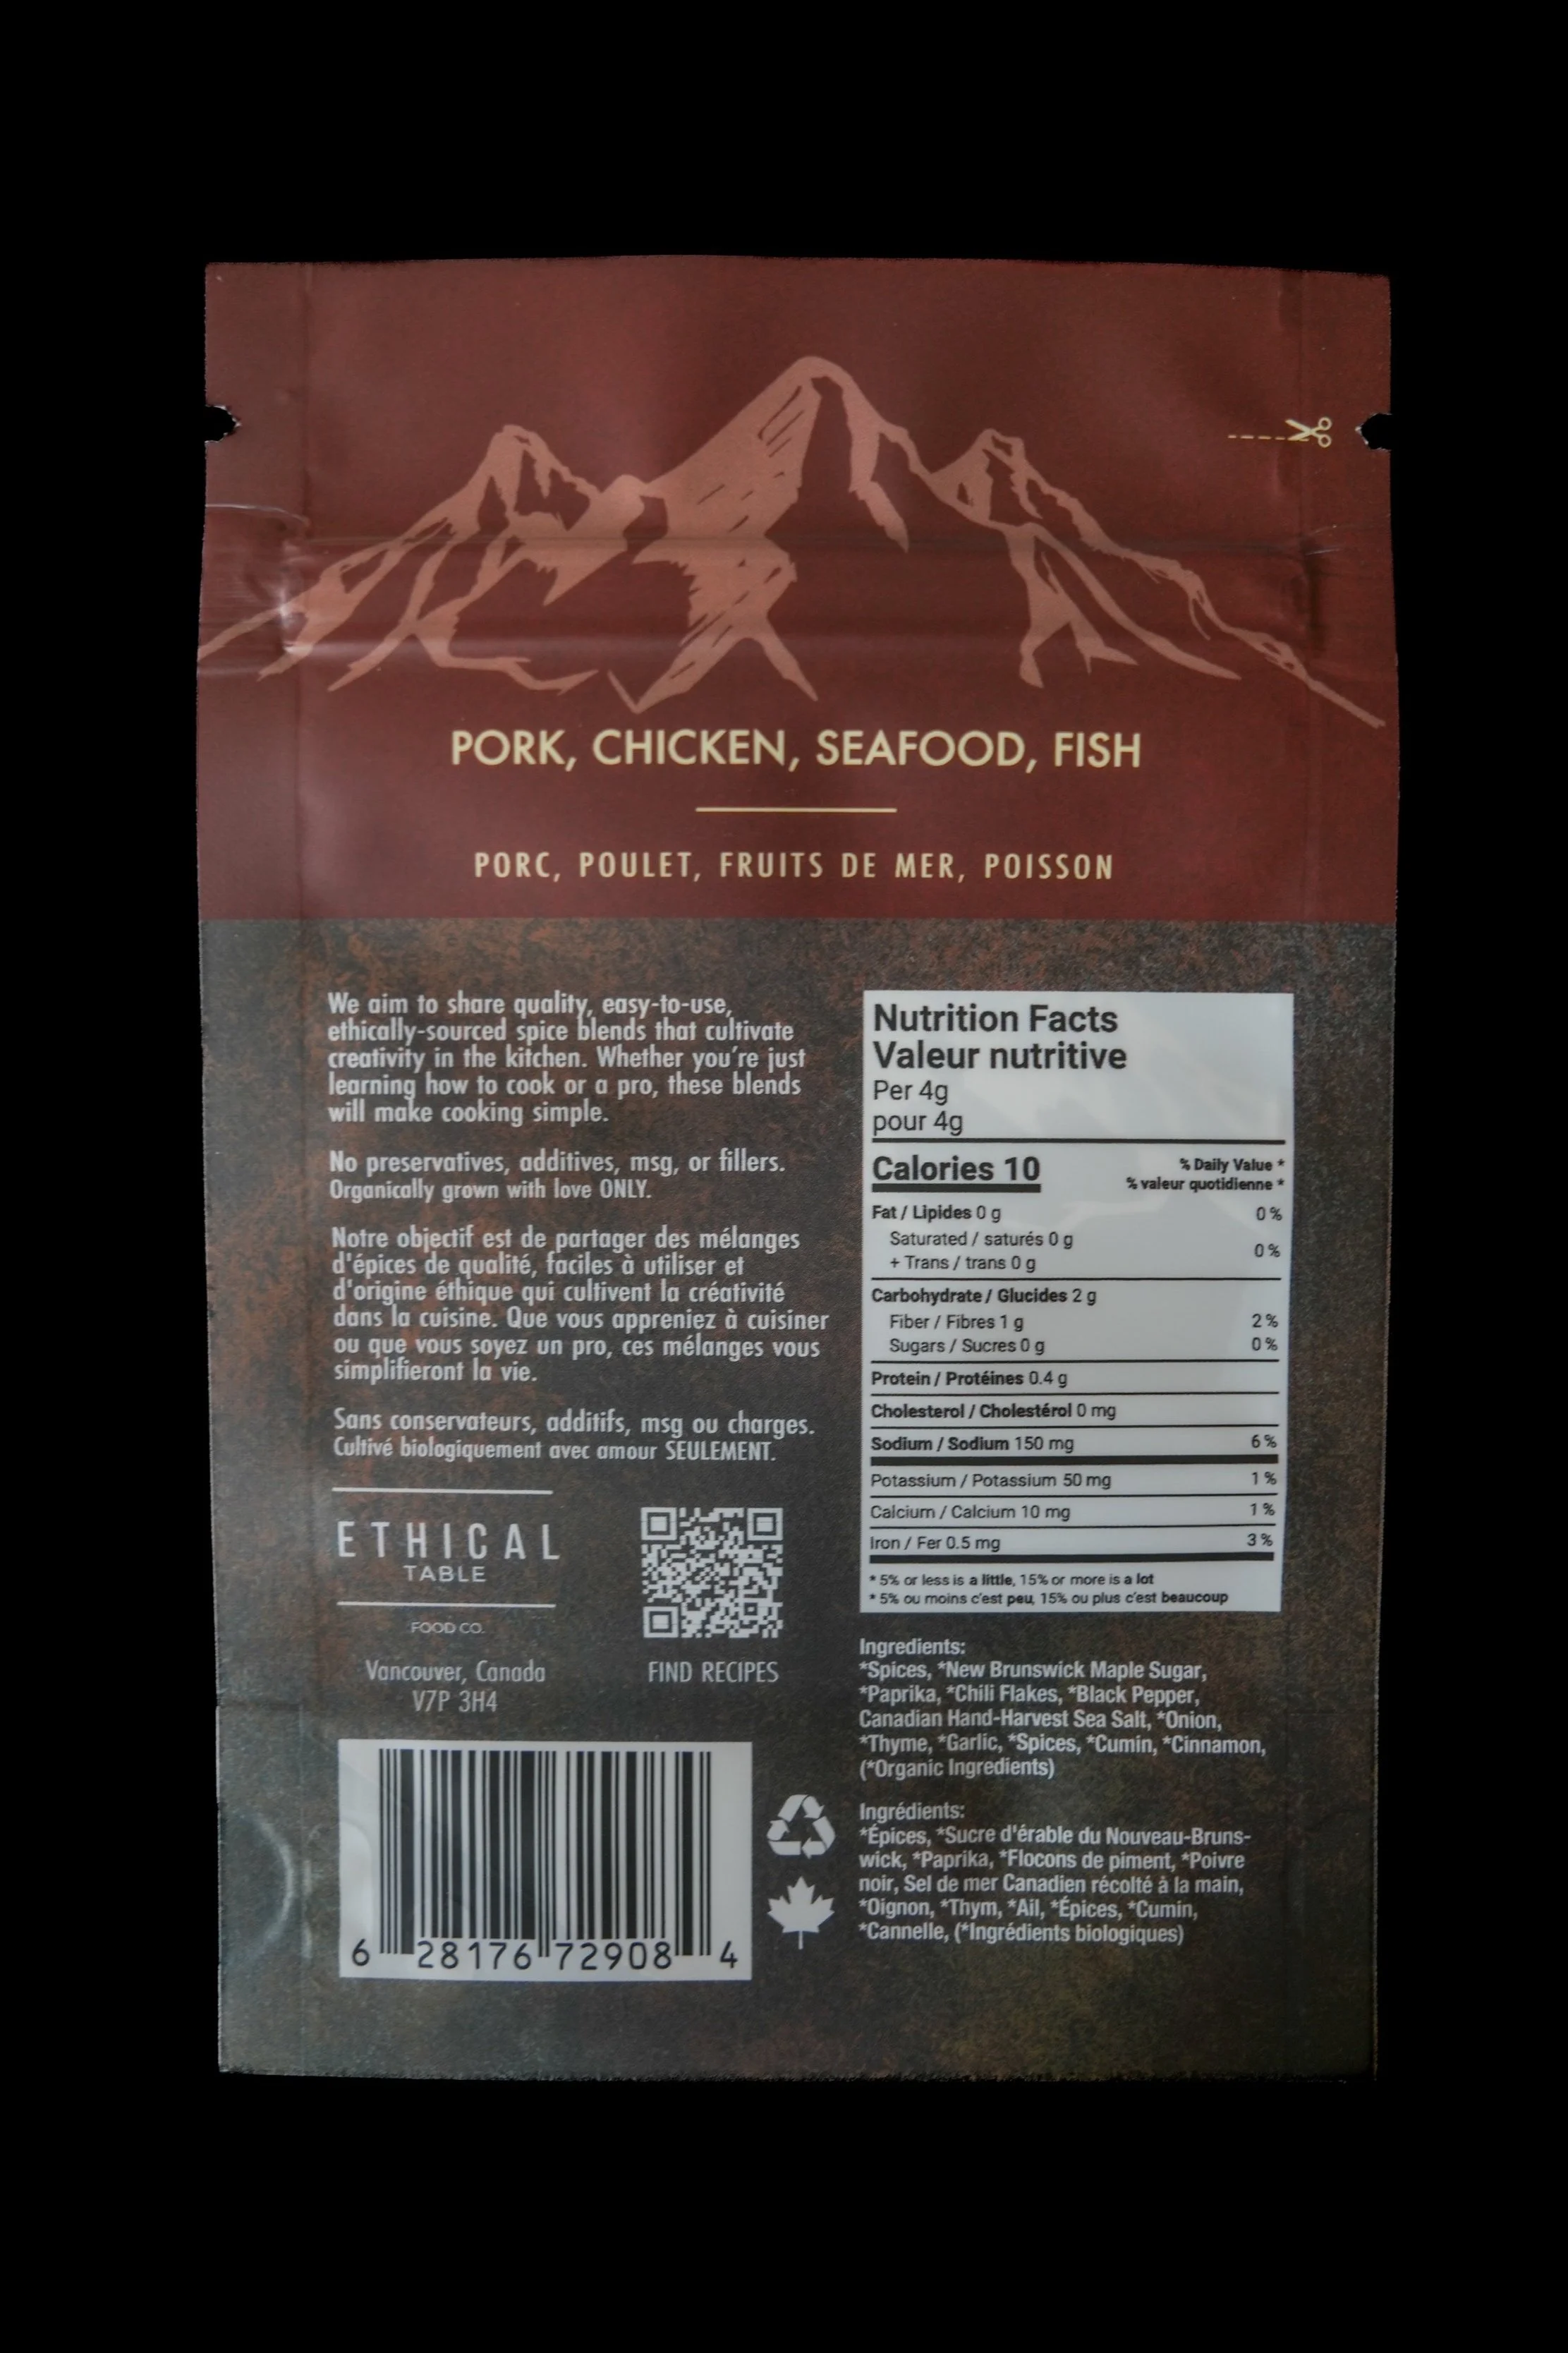 PORK, CHICKEN, SEAFOOD, FISH
PORC, POULET, FRUITS DE MER, POISSON
We aim to share quality, easy-to-use,
ethically-sourced spice blends that cultivate
creativity in the kitchen. Whether you're just
learning how to cook or a pro, these blends
will make cooking simple.
No preservatives, additives, msg, or fillers.
Organically grown with love ONLY.
Notre objectif est de partager des mélanges
d'épices de qualité, faciles à utiliser et
d'origine éthique qui cultivent la créativité
dans la cuisine. Que vous appreniez à cuisiner
ou que vous soyez un pro, ces mélanges vous
simplifieront la vie.
Sans conservateurs, additifs, msg ou charges.
Cultivé biologiquement avec amour SEULEMENT.
ETHICAL
TABLE
FOOD CO.
Vancouver, Canada
V7P 3H4
FIND RECIPES
6 28176 72908 4
Nutrition Facts
Valeur nutritive
Per 4g
pour 4g
Calories 10
% Daily Value *
% valeur quotidienne *
Fat / Lipides 0 g 0 %
Saturated / saturés 0 g
+ Trans / trans 0 g 0 %
Carbohydrate / Glucides 2 g
Fiber / Fibres 1 g 2 %
Sugars / Sucres 0 g 0 %
Protein / Protéines 0.4 g
Cholesterol / Cholestérol 0 mg
Sodium / Sodium 150 mg 6 %
Potassium / Potassium 50 mg 1 %
Calcium / Calcium 10 mg 1 %
Iron / Fer 0.5 mg 3 %
* 5% or less is a little, 15% or more is a lot
* 5% ou moins c'est peu, 15% ou plus c'est beaucoup
Ingredients:
*Spices, *New Brunswick Maple Sugar,
*Paprika, *Chili Flakes, *Black Pepper,
Canadian Hand-Harvest Sea Salt, *Onion,
*Thyme, *Garlic, *Spices, *Cumin, *Cinnamon,
(*Organic Ingredients)
Ingrédients:
*Épices, *Sucre d'érable du Nouveau-Bruns-
wick, *Paprika, *Flocons de piment, *Poivre
noir, Sel de mer Canadien récolté à la main,
*Oignon, *Thym, *Ail, *Épices, *Cumin,
*Cannelle, (*Ingrédients biologiques)